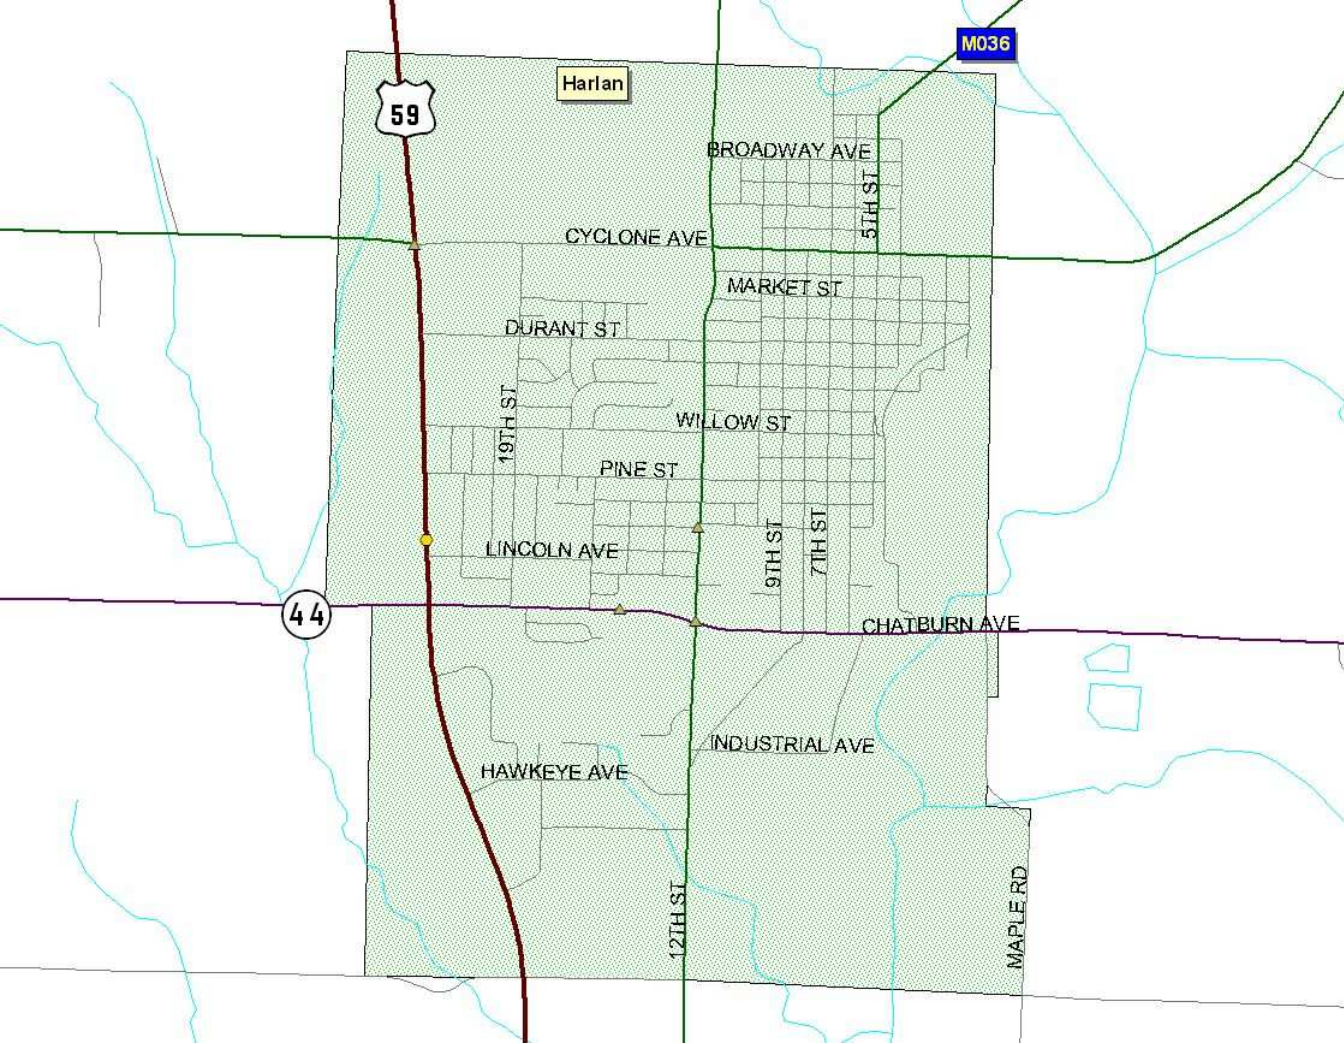 M036
Harlan
59
BROADWAY AVE
5TH ST
CYCLONE AVE
MARKET ST
DURANT ST
19TH ST
WILLOW ST
PINE ST
9TH ST
7TH ST
LINCOLN AVE
44
CHATBURN AVE
INDUSTRIAL AVE
HAWKEYE AVE
12TH ST
MAPLE RD